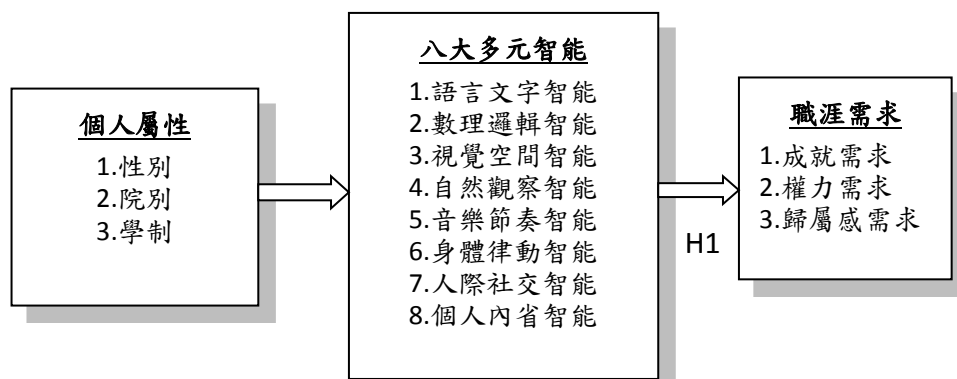 個人屬性
1.性別
2.院別
3.學制
八大多元智能
1.語言文字智能
2.數理邏輯智能
3.視覺空間智能
4.自然觀察智能
5.音樂節奏智能
6.身體律動智能
7.人際社交智能
8.個人內省智能
H1
職涯需求
1.成就需求
2.權力需求
3.歸屬感需求